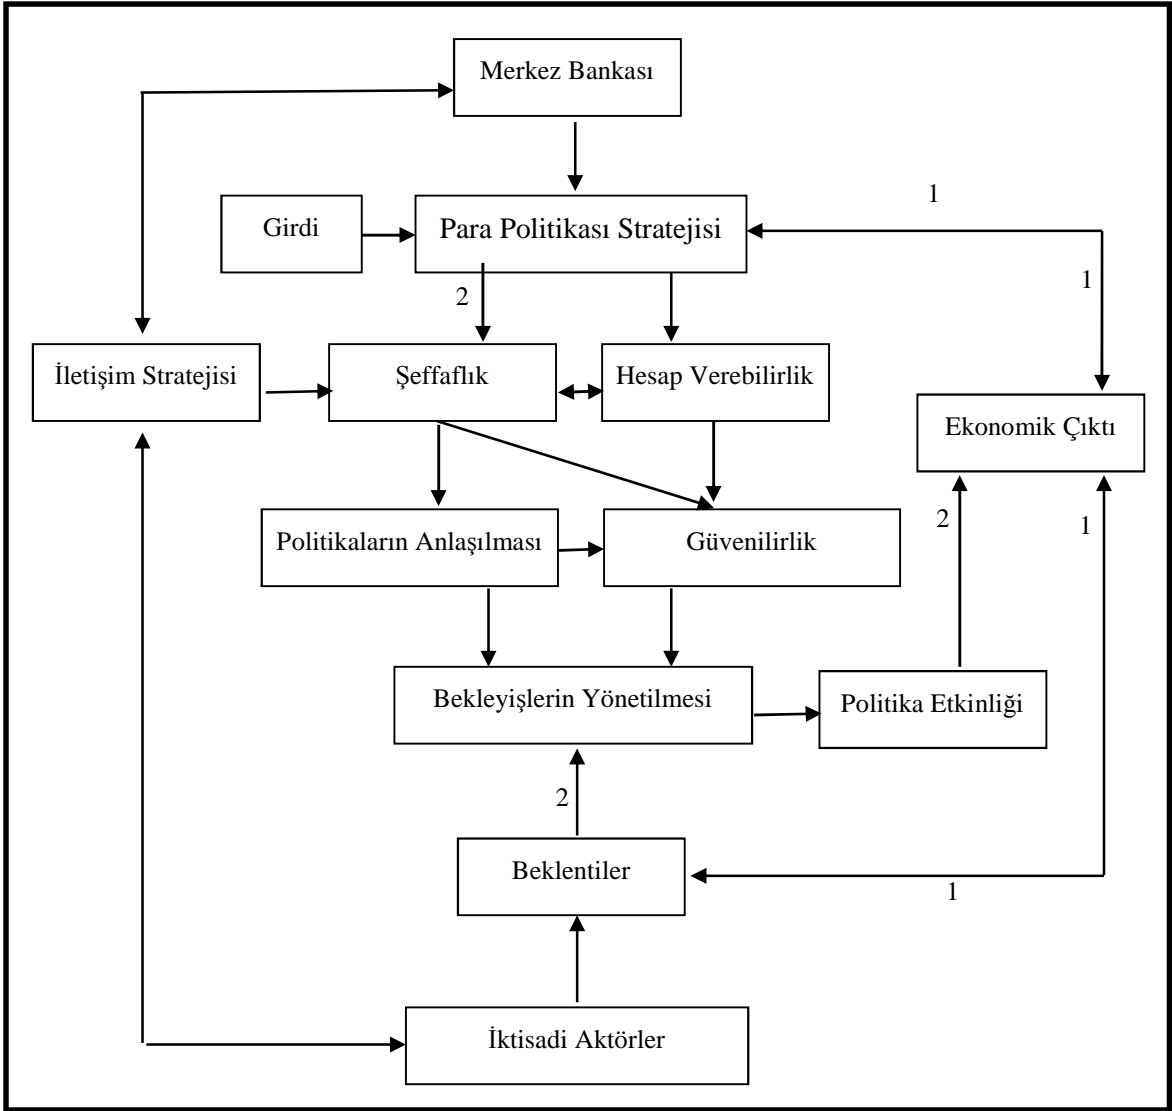 Merkez Bankası
1
Girdi
Para Politikası Stratejisi
1
2
İletişim Stratejisi
Şeffaflık
Hesap Verebilirlik
Ekonomik Çıktı
2
1
Politikaların Anlaşılması
Güvenilirlik
Bekleyişlerin Yönetilmesi
Politika Etkinliği
2
Beklentiler
1
İktisadi Aktörler